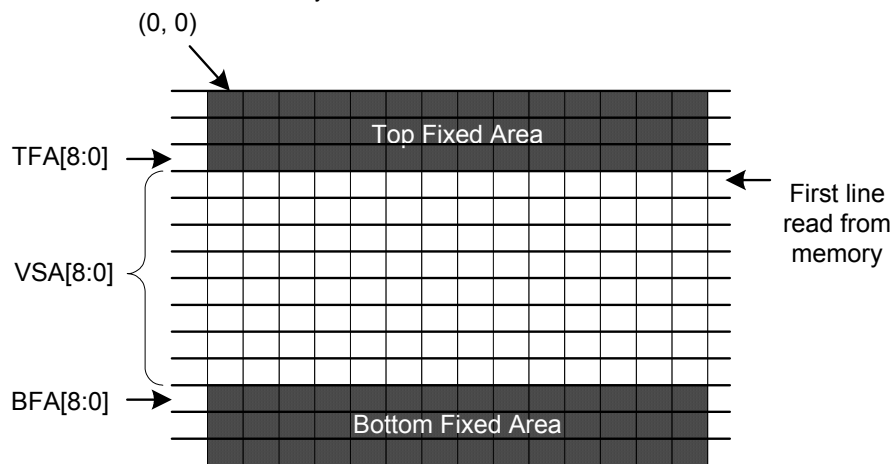 (0, 0)
Top Fixed Area
TFA[8:0]
First line
read from
memory
VSA[8:0]
BFA[8:0]
Bottom Fixed Area